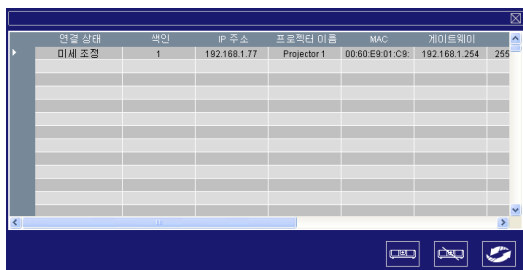 연결 상태 색인 IP 주소 프로젝터 이름 MAC 게이트웨이
미세 조정 1 192.168.1.77 Projector 1 00:60:E9:01:C9: 192.168.1.254 255